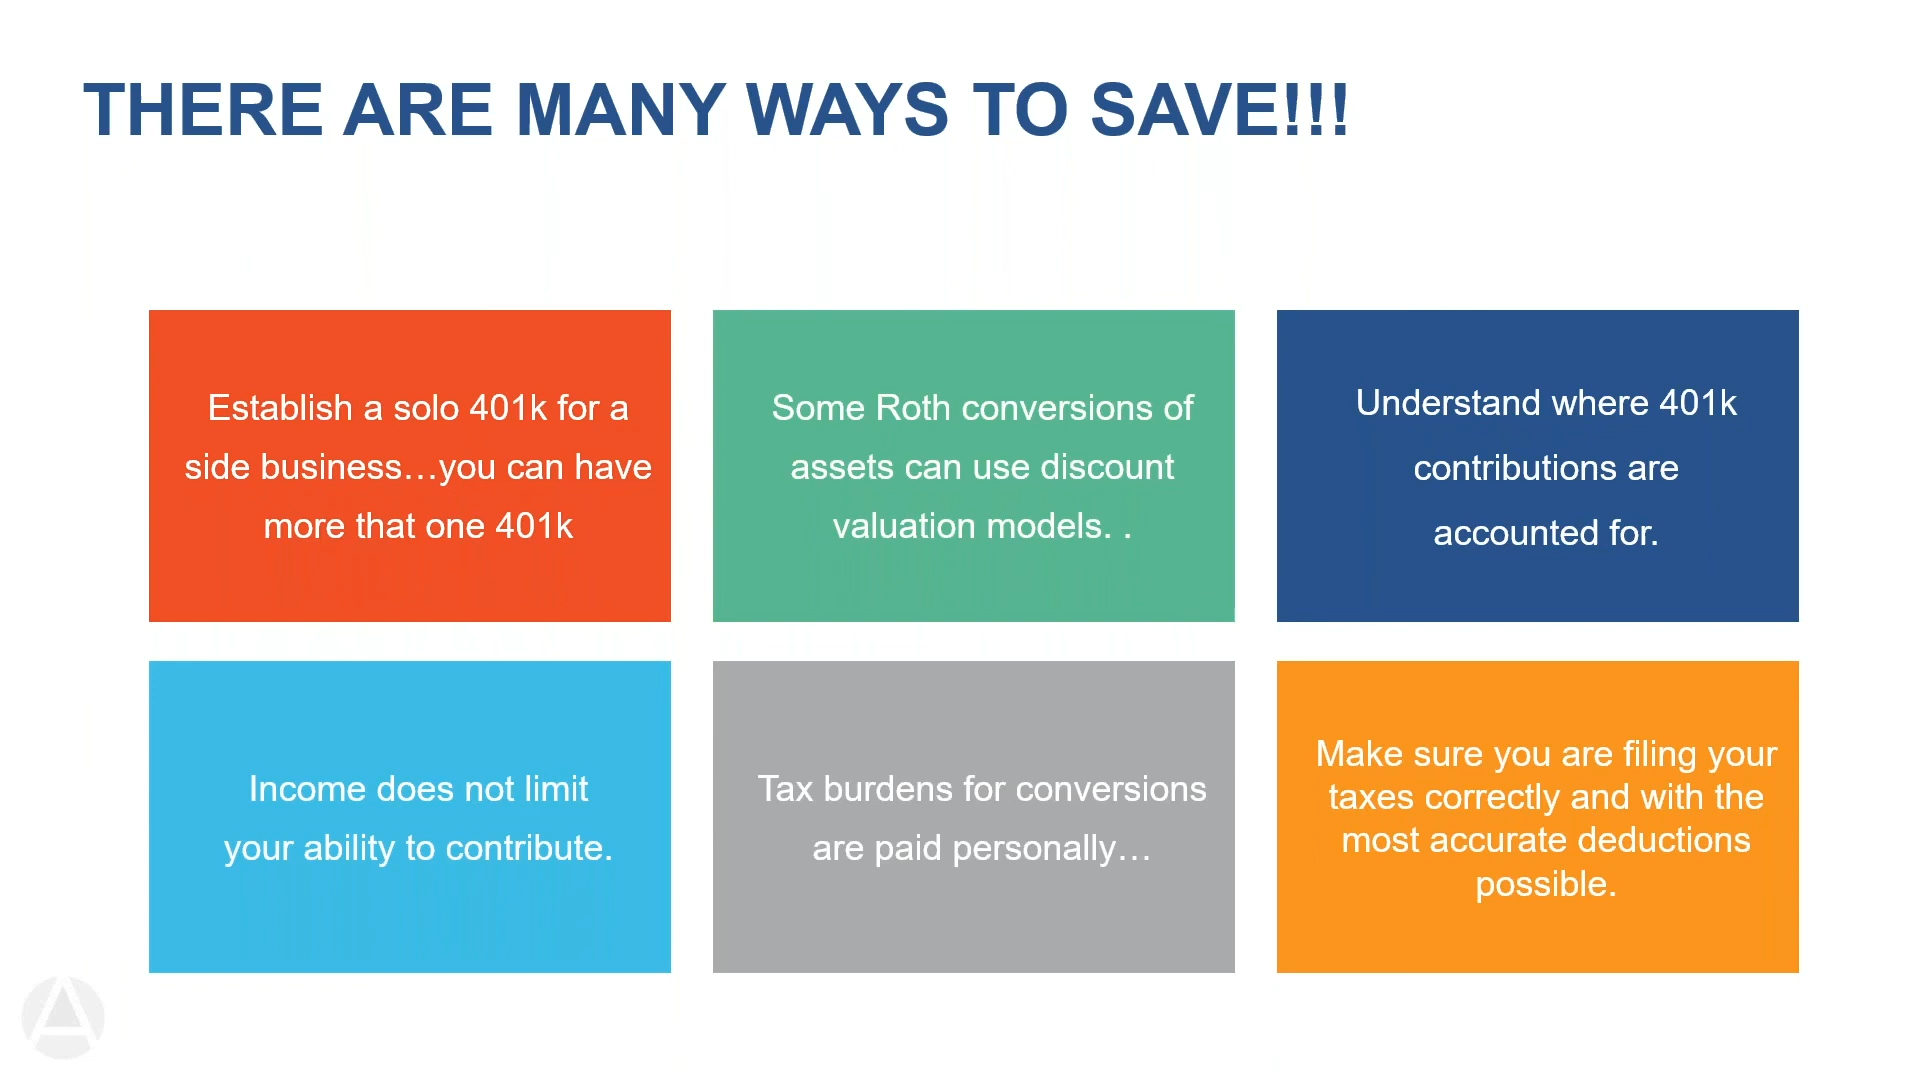 THERE ARE MANY WAYS TO SAVE!!!
Establish a solo 401k for a
side business…you can have
more that one 401k
Some Roth conversions of
assets can use discount
valuation models. .
Understand where 401k
contributions are
accounted for.
Income does not limit
your ability to contribute.
Tax burdens for conversions
are paid personally…
Make sure you are filing your
taxes correctly and with the
most accurate deductions
possible.